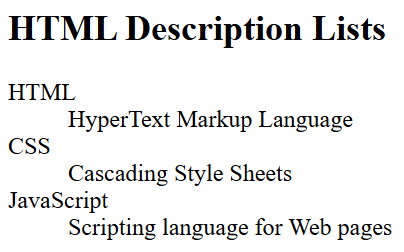 HTML Description Lists
HTML
HyperText Markup Language
CSS
Cascading Style Sheets
JavaScript
Scripting language for Web pages